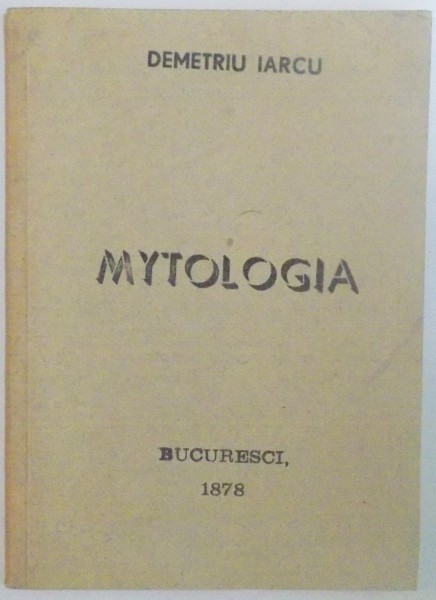 DEMETRIU IARCU
MYTOLOGIA
BUCURESCI,
1878